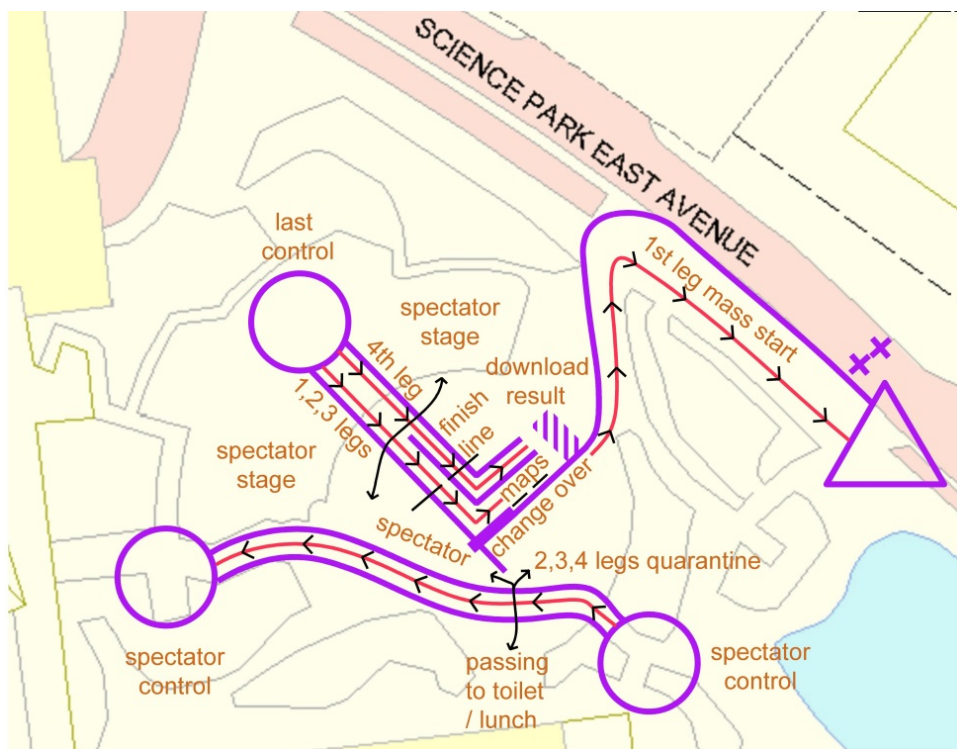 SCIENCE PARK EAST AVENUE
last
control
1st leg mass start
spectator
stage
4th leg
1,2,3 legs
download
result
finish
line
spectator
stage
maps
change over
spectator
2,3,4 legs quarantine
spectator
control
passing
to toilet
/ lunch
spectator
control